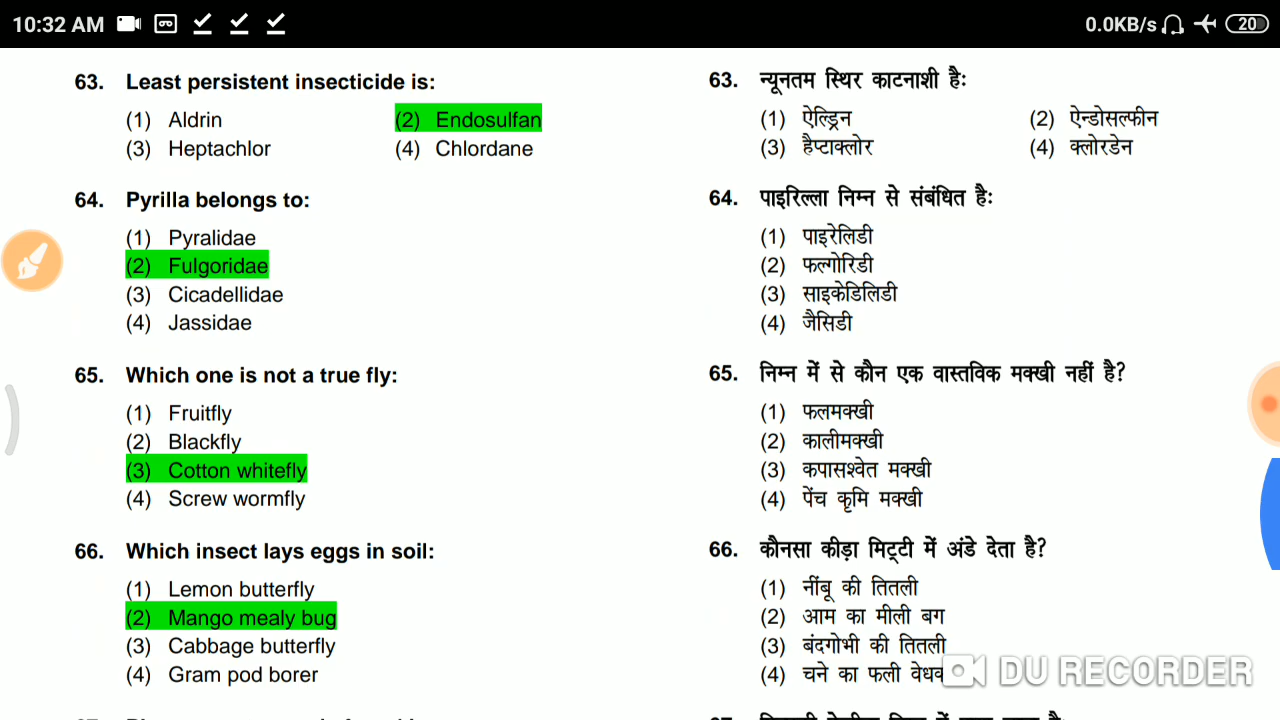 10:32 AM
0.0KB/s
20
63. Least persistent insecticide is:
(1) Aldrin (2) Endosulfan
(3) Heptachlor (4) Chlordane
64. Pyrilla belongs to:
(1) Pyralidae
(2) Fulgoridae
(3) Cicadellidae
(4) Jassidae
65. Which one is not a true fly:
(1) Fruitfly
(2) Blackfly
(3) Cotton whitefly
(4) Screw wormfly
66. Which insect lays eggs in soil:
(1) Lemon butterfly
(2) Mango mealy bug
(3) Cabbage butterfly
(4) Gram pod borer
63. न्यूनतम स्थिर काटनाशी है:
(1) ऐल्ड्रिन (2) ऐन्डोसल्फीन
(3) हैप्टाक्लोर (4) क्लोरडेन
64. पाइरिल्ला निम्न से संबंधित है:
(1) पाइरेलिडी
(2) फल्गोरिडी
(3) साइकेडिलिडी
(4) जैसिडी
65. निम्न में से कौन एक वास्तविक मक्खी नहीं है?
(1) फलमक्खी
(2) कालीमक्खी
(3) कपासश्वेत मक्खी
(4) पेंच कृमि मक्खी
66. कौनसा कीड़ा मिट्टी में अंडे देता है?
(1) नींबू की तितली
(2) आम का मीली बग
(3) बंदगोभी की तितली
(4) चने का फली वेधक
DU RECORDER